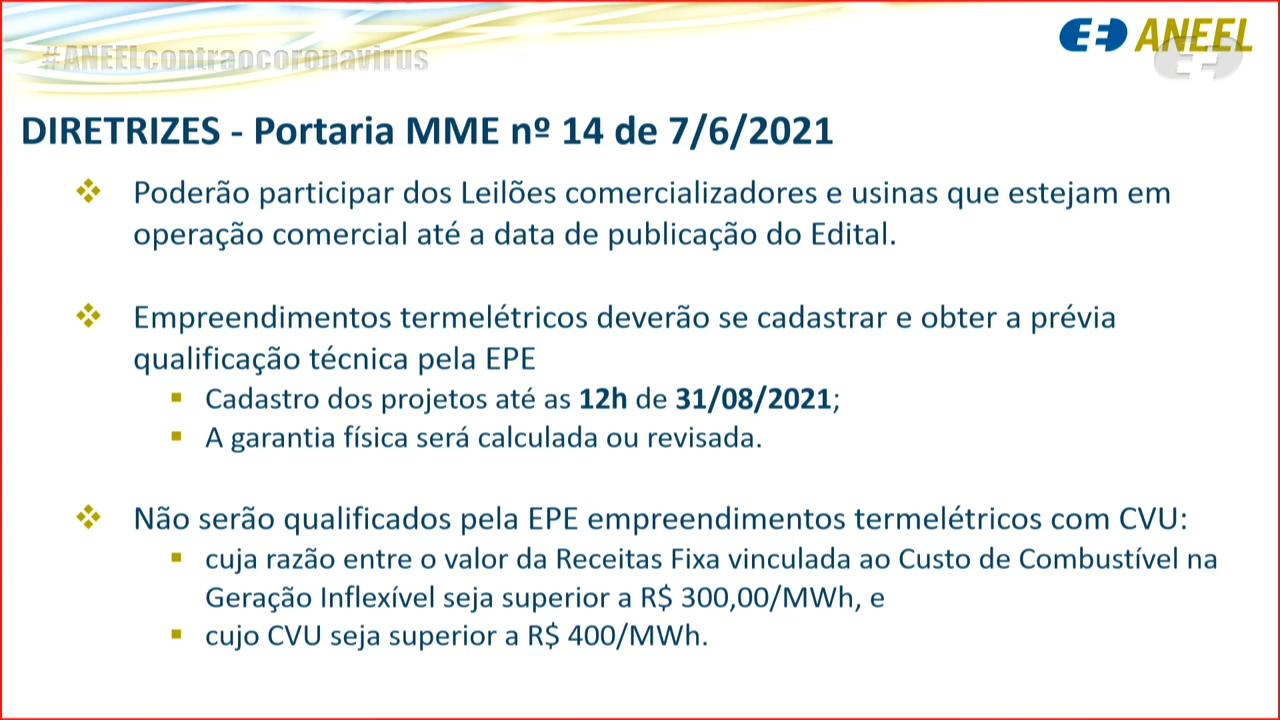 #ANEELcontraocoronavirus
ANEEL
DIRETRIZES - Portaria MME nº 14 de 7/6/2021
Poderão participar dos Leilões comercializadores e usinas que estejam em
operação comercial até a data de publicação do Edital.
Empreendimentos termelétricos deverão se cadastrar e obter a prévia
qualificação técnica pela EPE
Cadastro dos projetos até as 12h de 31/08/2021;
A garantia física será calculada ou revisada.
Não serão qualificados pela EPE empreendimentos termelétricos com CVU:
cuja razão entre o valor da Receitas Fixa vinculada ao Custo de Combustível na
Geração Inflexível seja superior a R$ 300,00/MWh, e
cujo CVU seja superior a R$ 400/MWh.